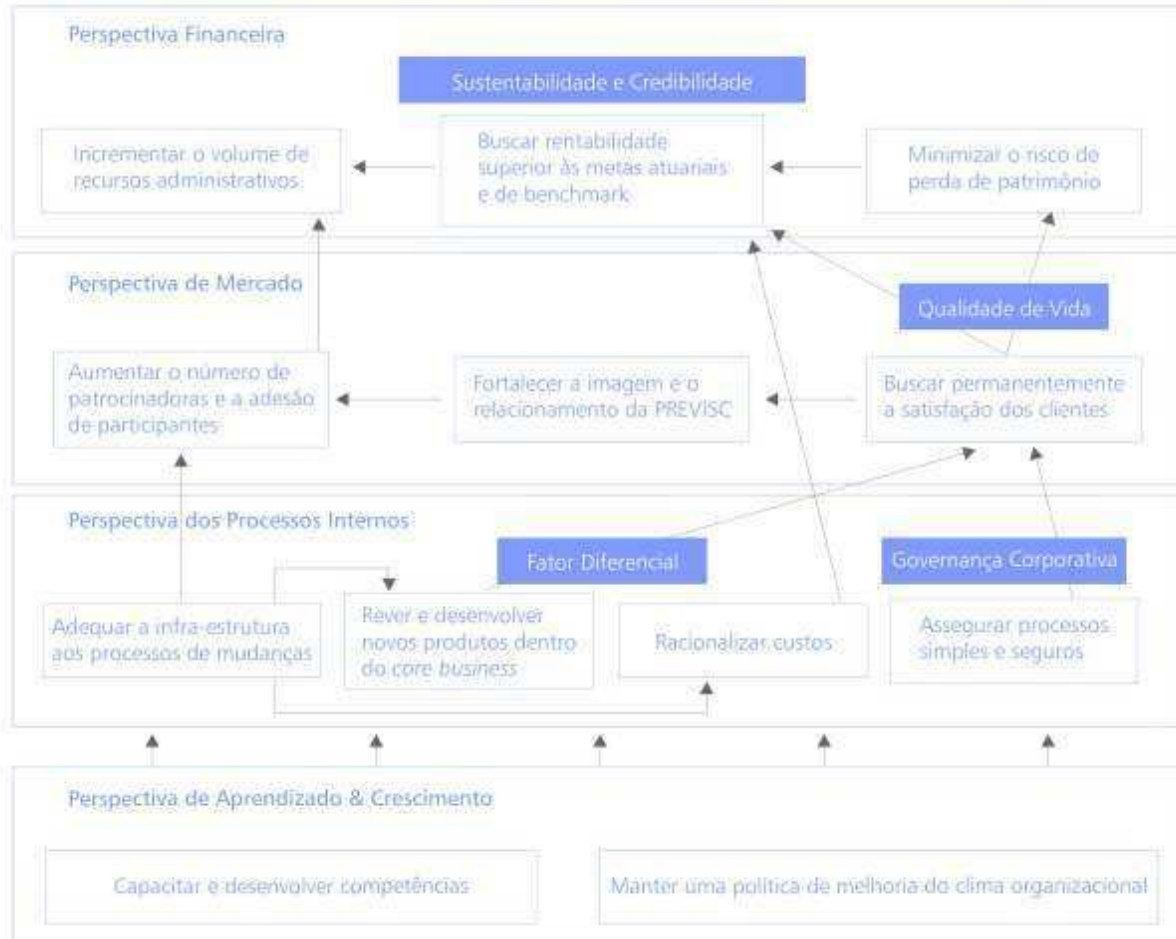 Perspectiva Financeira
Sustentabilidade e Credibilidade
Incrementar o volume de
recursos administrativos
Buscar rentabilidade
superior às metas atuariais
e de benchmark
Minimizar o risco de
perda de patrimônio
Perspectiva de Mercado
Qualidade de Vida
Aumentar o número de
patrocinadoras e a adesão
de participantes
Fortalecer a imagem e o
relacionamento da PREVISC
Buscar permanentemente
a satisfação dos clientes
Perspectiva dos Processos Internos
Fator Diferencial
Governança Corporativa
Adequar a infra-estrutura
aos processos de mudanças
Rever e desenvolver
novos produtos dentro
do core business
Racionalizar custos
Assegurar processos
simples e seguros
Perspectiva de Aprendizado & Crescimento
Capacitar e desenvolver competências
Manter uma política de melhoria do clima organizacional